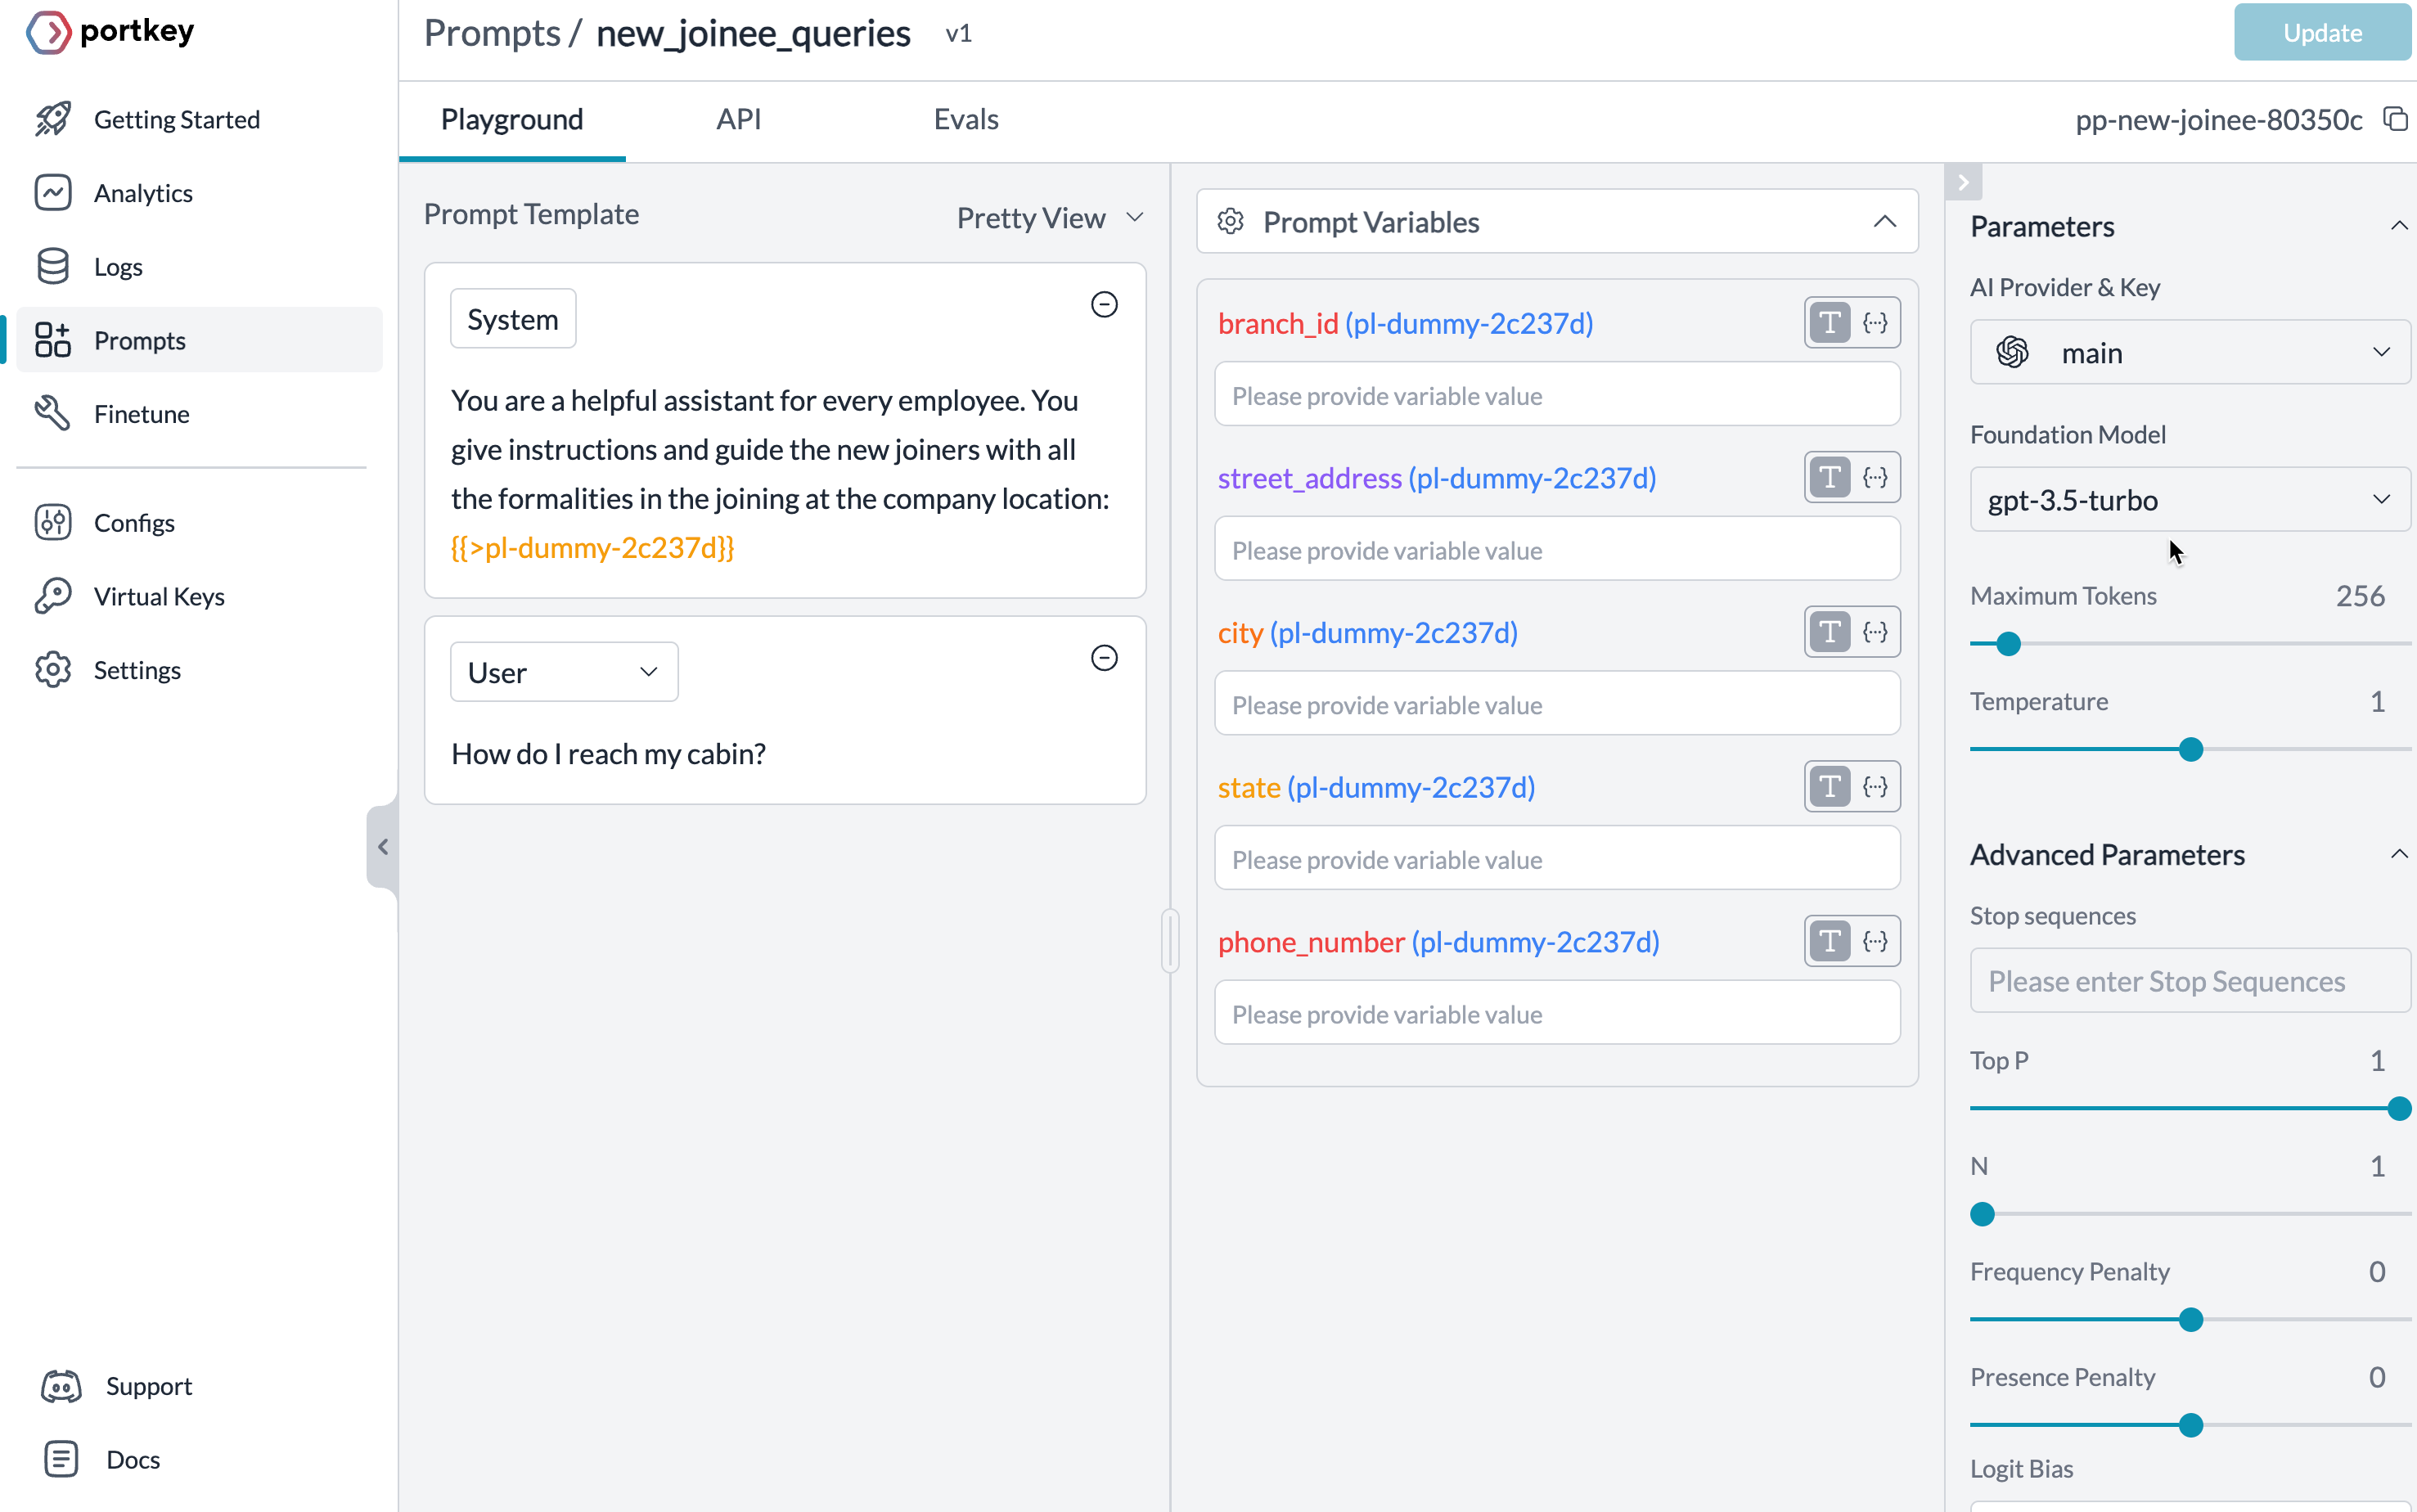 portkey
Getting Started
Analytics
Logs
Prompts
Finetune
Configs
Virtual Keys
Settings
Support
Docs
Prompts / new_joinee_queries v1
Update
Playground API Evals
pp-new-joinee-80350c
Prompt Template Pretty View
System
You are a helpful assistant for every employee. You
give instructions and guide the new joiners with all
the formalities in the joining at the company location:
{{>pl-dummy-2c237d}}
User
How do I reach my cabin?
Prompt Variables
branch_id (pl-dummy-2c237d)
T {···}
Please provide variable value
street_address (pl-dummy-2c237d)
T {···}
Please provide variable value
city (pl-dummy-2c237d)
T {···}
Please provide variable value
state (pl-dummy-2c237d)
T {···}
Please provide variable value
phone_number (pl-dummy-2c237d)
T {···}
Please provide variable value
Parameters
AI Provider & Key
main
Foundation Model
gpt-3.5-turbo
Maximum Tokens 256
Temperature 1
Advanced Parameters
Stop sequences
Please enter Stop Sequences
Top P 1
N 1
Frequency Penalty 0
Presence Penalty 0
Logit Bias